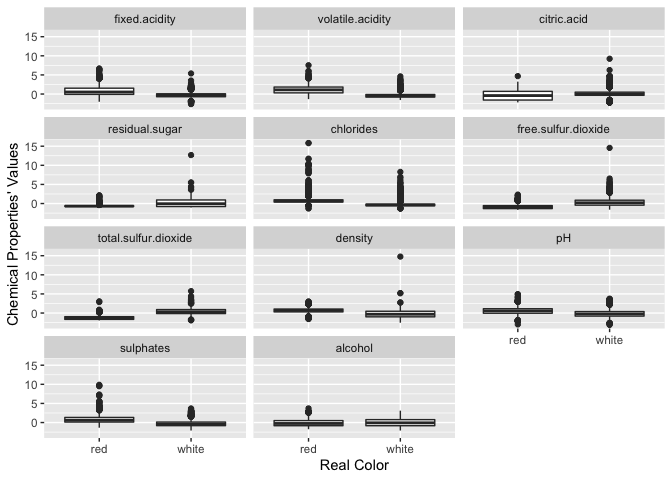 fixed.acidity volatile.acidity citric.acid
15
10
5
0
residual.sugar chlorides free.sulfur.dioxide
15
10
5
0
total.sulfur.dioxide density pH
15
10
5
0
red white
sulphates alcohol
15
10
5
0
red white red white
Real Color
Chemical Properties' Values